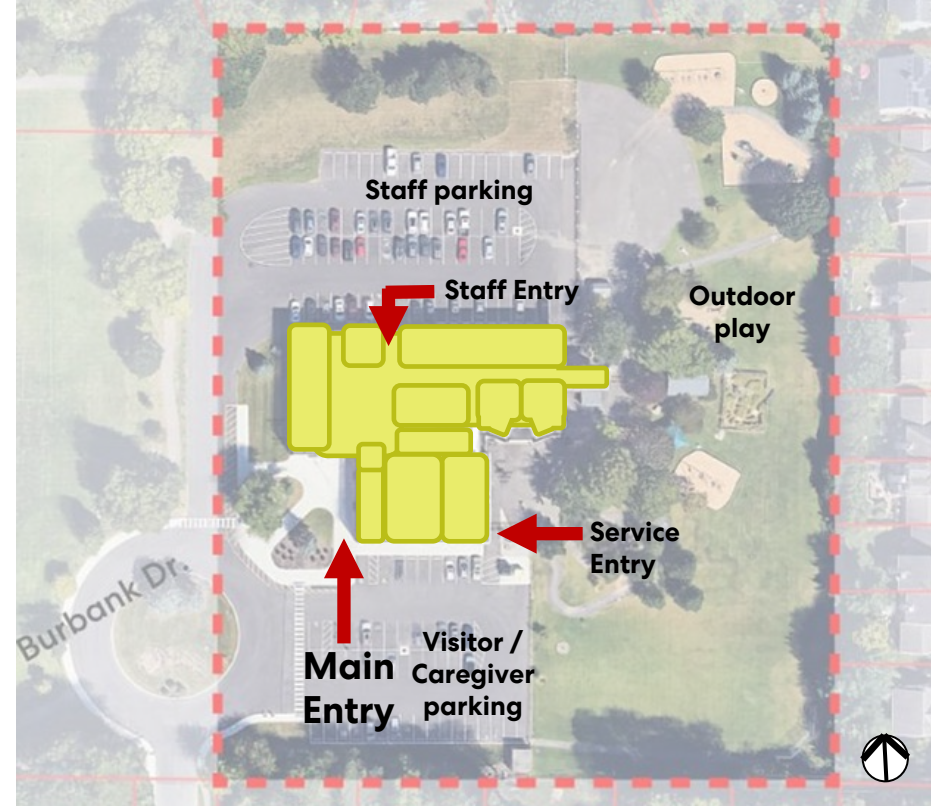 Staff parking
Staff Entry
Outdoor
play
Service
Entry
Burbank Dr.
Main
Entry
Visitor /
Caregiver
parking